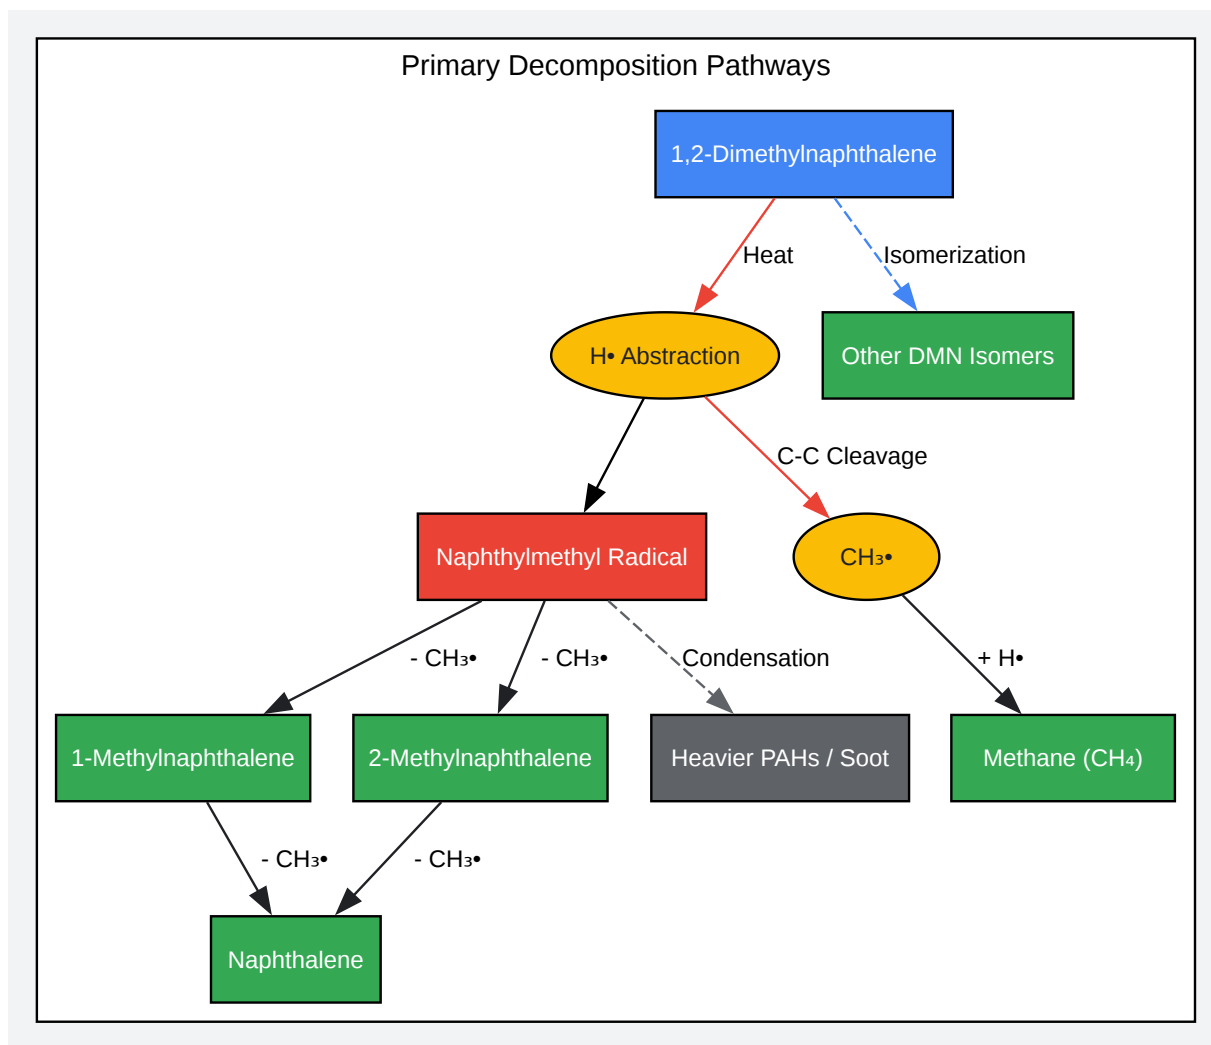 Primary Decomposition Pathways
1,2-Dimethylnaphthalene
Heat
Isomerization
H• Abstraction
Other DMN Isomers
C-C Cleavage
Naphthylmethyl Radical
CH₃•
- CH₃•
- CH₃•
Condensation
+ H•
1-Methylnaphthalene
2-Methylnaphthalene
Heavier PAHs / Soot
Methane (CH₄)
- CH₃•
- CH₃•
Naphthalene